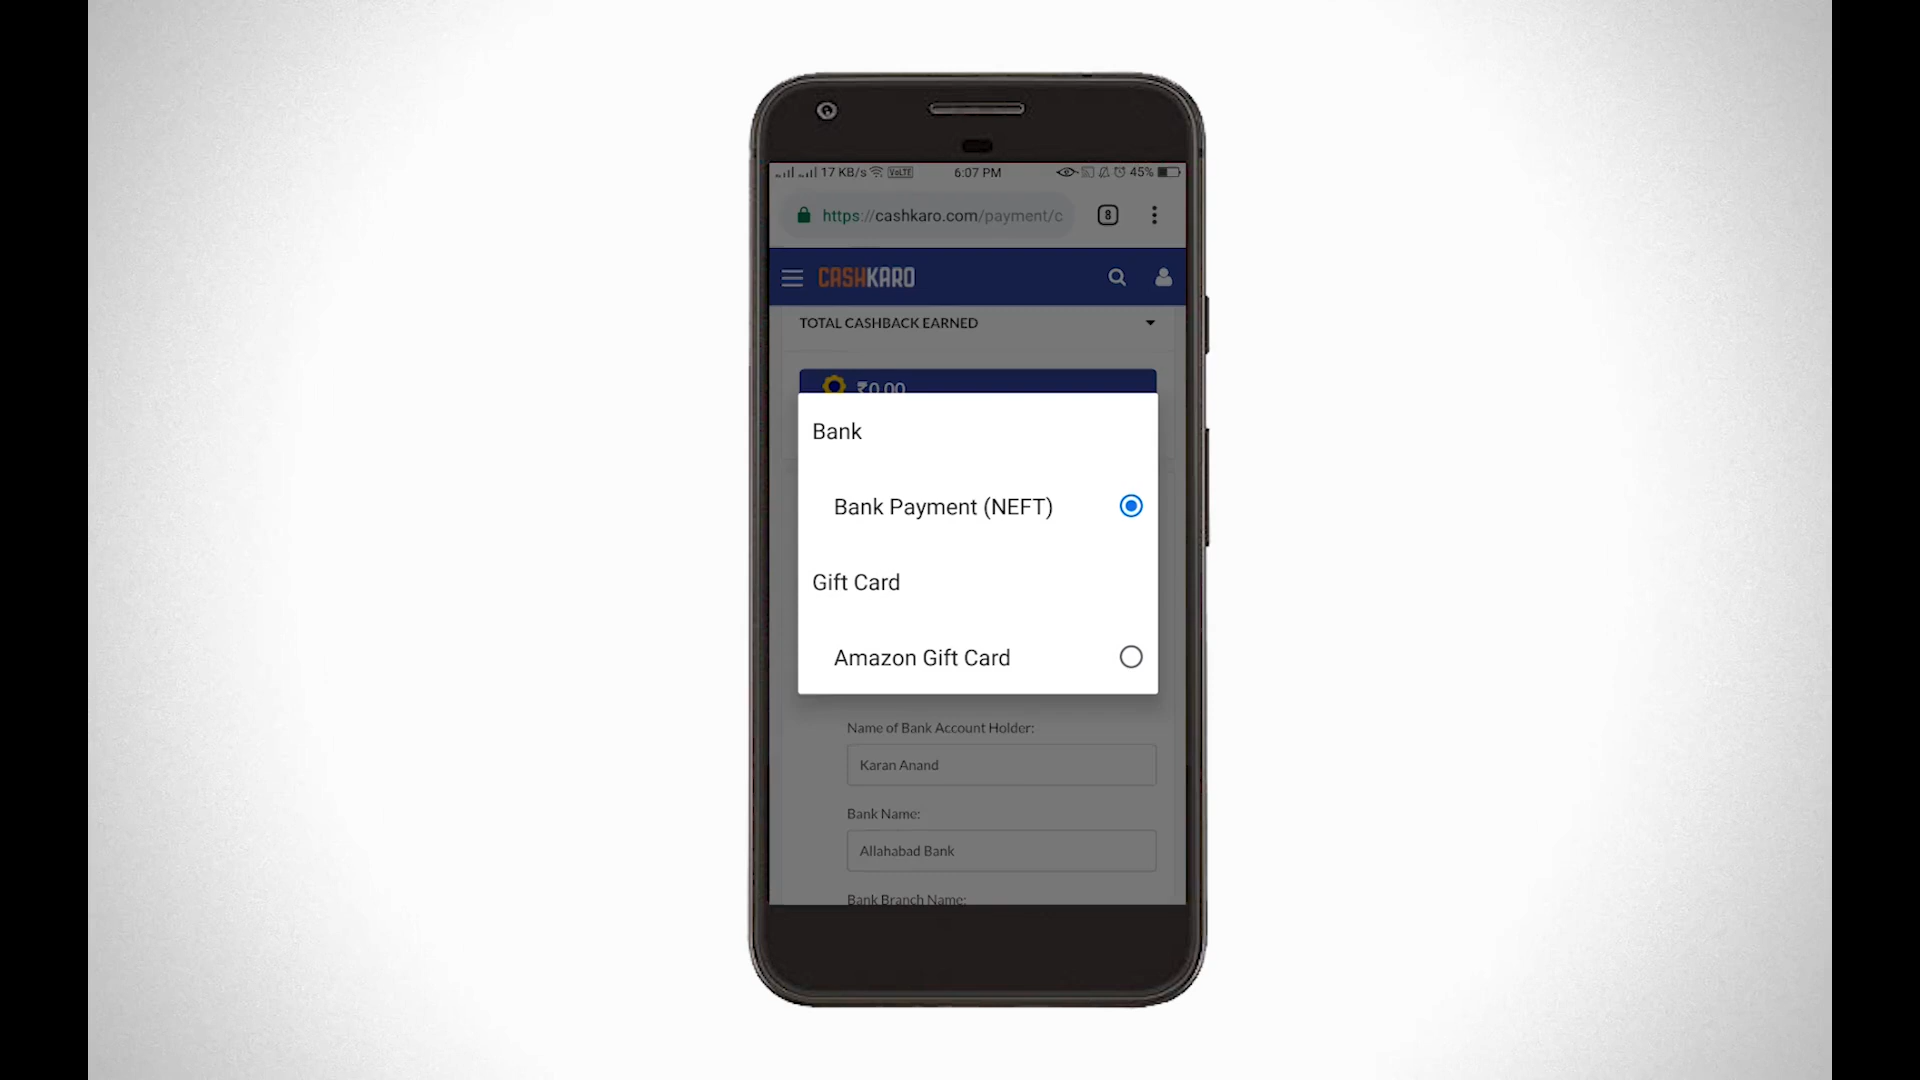 17 KB/s VoLTE 6:07 PM 45%
https://cashkaro.com/payment/c 8
CASHKARO
TOTAL CASHBACK EARNED
₹0.00
Bank
Bank Payment (NEFT)
Gift Card
Amazon Gift Card
Name of Bank Account Holder:
Karan Anand
Bank Name:
Allahabad Bank
Bank Branch Name: